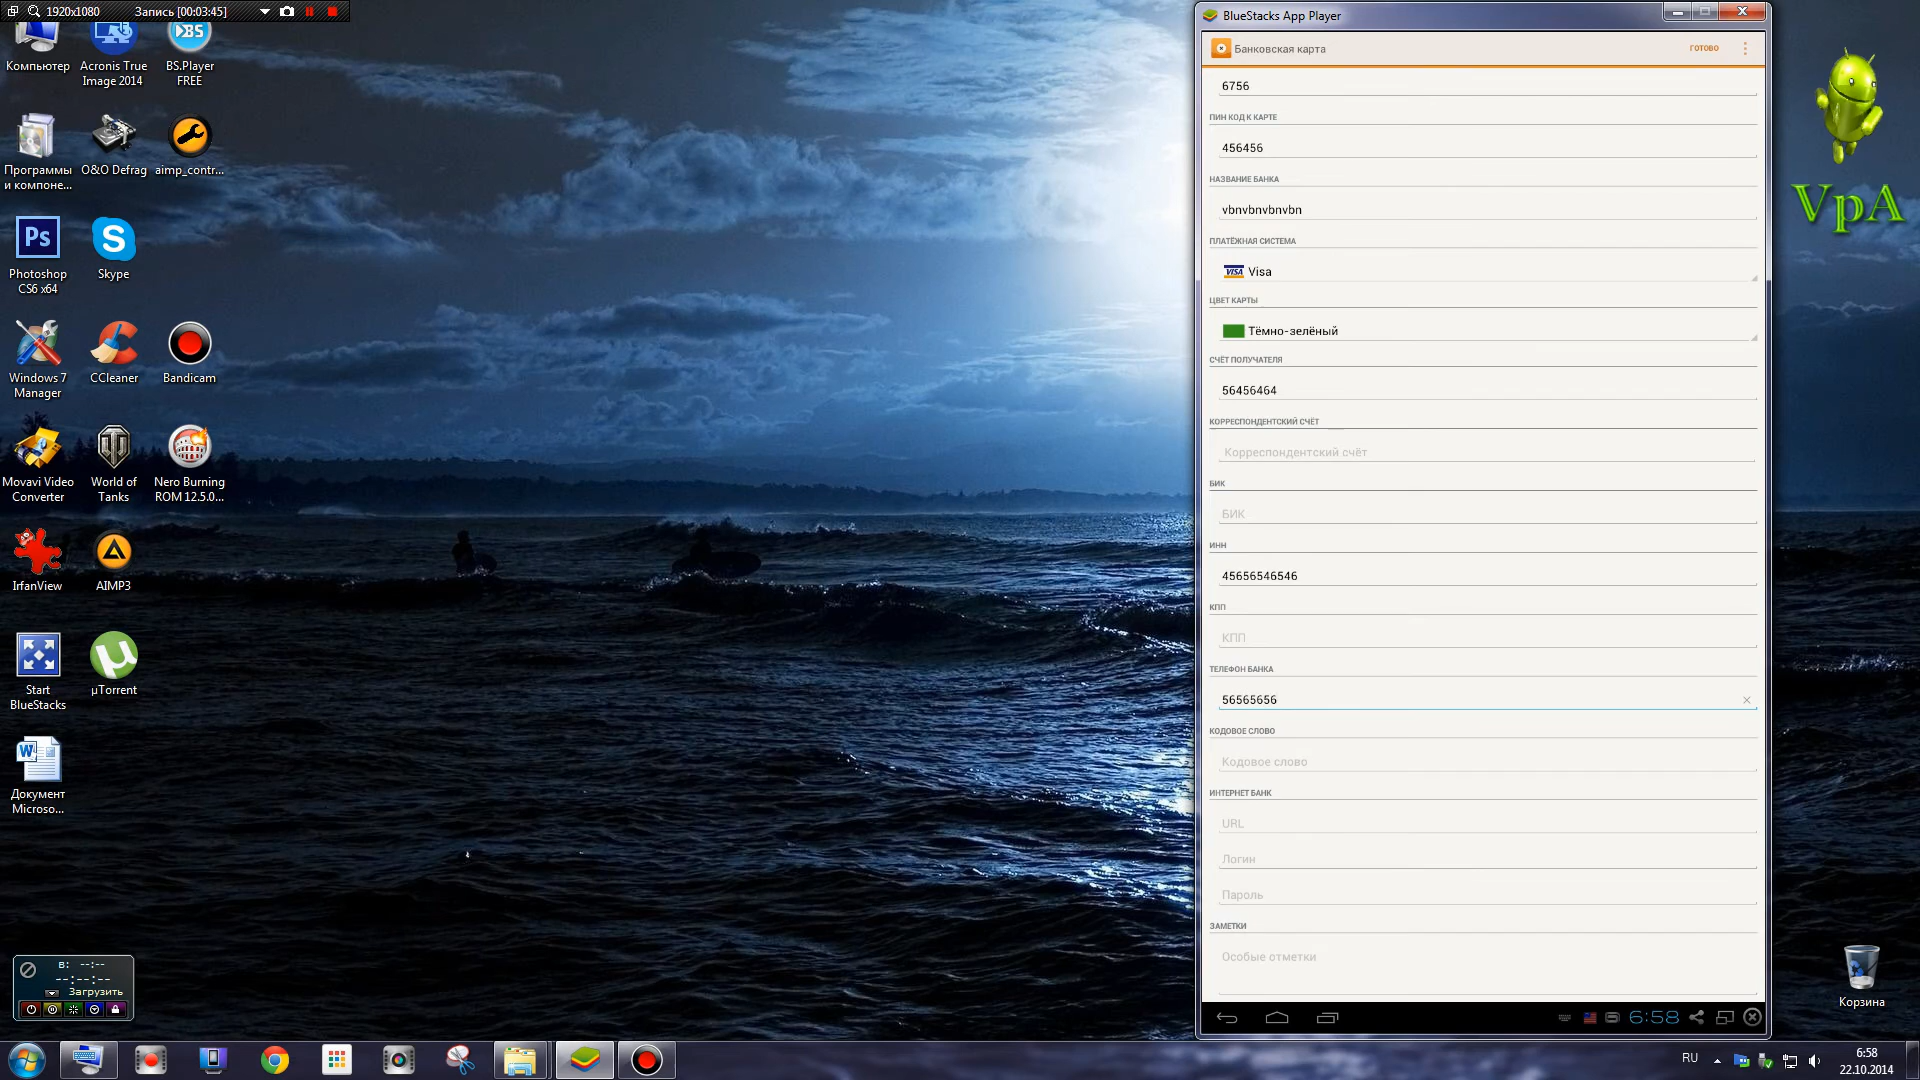 1920x1080 Запись [00:03:45]
Компьютер
Acronis True
Image 2014
BS.Player
FREE
Программы
и компоне...
O&O Defrag
aimp_contr...
Ps
Photoshop
CS6 x64
Skype
Windows 7
Manager
CCleaner
Bandicam
Movavi Video
Converter
World of
Tanks
Nero Burning
ROM 12.5.0...
IrfanView
AIMP3
Start
BlueStacks
µTorrent
Документ
Microso...
в: --:--
--:--:--
Загрузить
BlueStacks App Player
Банковская карта
ГОТОВО
6756
ПИН КОД К КАРТЕ
456456
НАЗВАНИЕ БАНКА
vbnvbnvbnvbn
ПЛАТЁЖНАЯ СИСТЕМА
VISA Visa
ЦВЕТ КАРТЫ
Тёмно-зелёный
СЧЁТ ПОЛУЧАТЕЛЯ
56456464
КОРРЕСПОНДЕНТСКИЙ СЧЁТ
Корреспондентский счёт
БИК
БИК
ИНН
45656546546
КПП
КПП
ТЕЛЕФОН БАНКА
56565656
КОДОВОЕ СЛОВО
Кодовое слово
ИНТЕРНЕТ БАНК
URL
Логин
Пароль
ЗАМЕТКИ
Особые отметки
6:58
VpA
Корзина
RU
6:58
22.10.2014